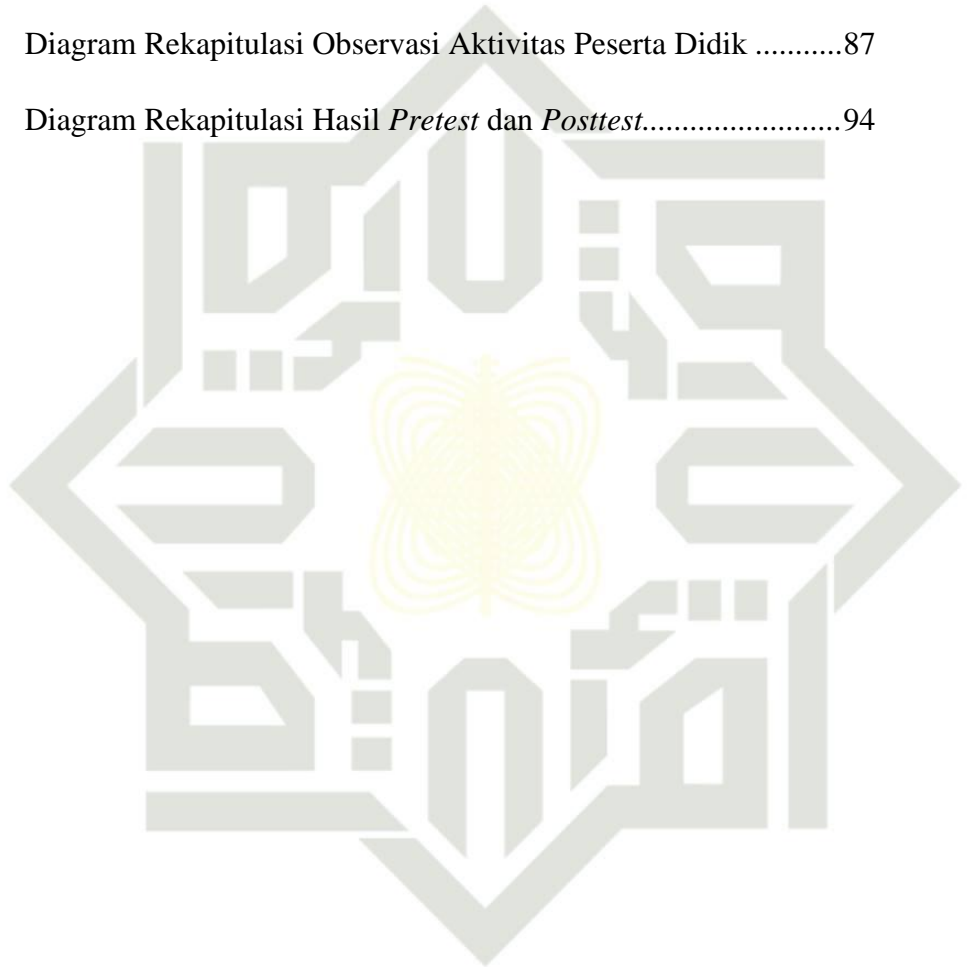 Diagram Rekapitulasi Observasi Aktivitas Peserta Didik ...........87
Diagram Rekapitulasi Hasil Pretest dan Posttest........................94